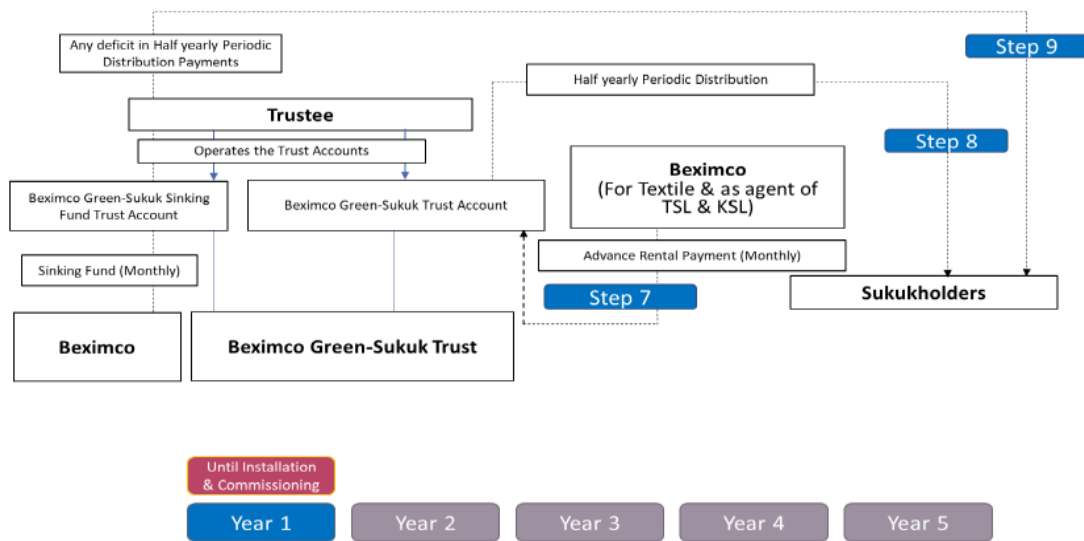 Any deficit in Half yearly Periodic
Distribution Payments
Step 9
Half yearly Periodic Distribution
Trustee
Step 8
Operates the Trust Accounts
Beximco
(For Textile & as agent of
TSL & KSL)
Beximco Green-Sukuk Sinking
Fund Trust Account
Beximco Green-Sukuk Trust Account
Sinking Fund (Monthly)
Advance Rental Payment (Monthly)
Step 7
Sukukholders
Beximco
Beximco Green-Sukuk Trust
Until Installation
& Commissioning
Year 1
Year 2
Year 3
Year 4
Year 5